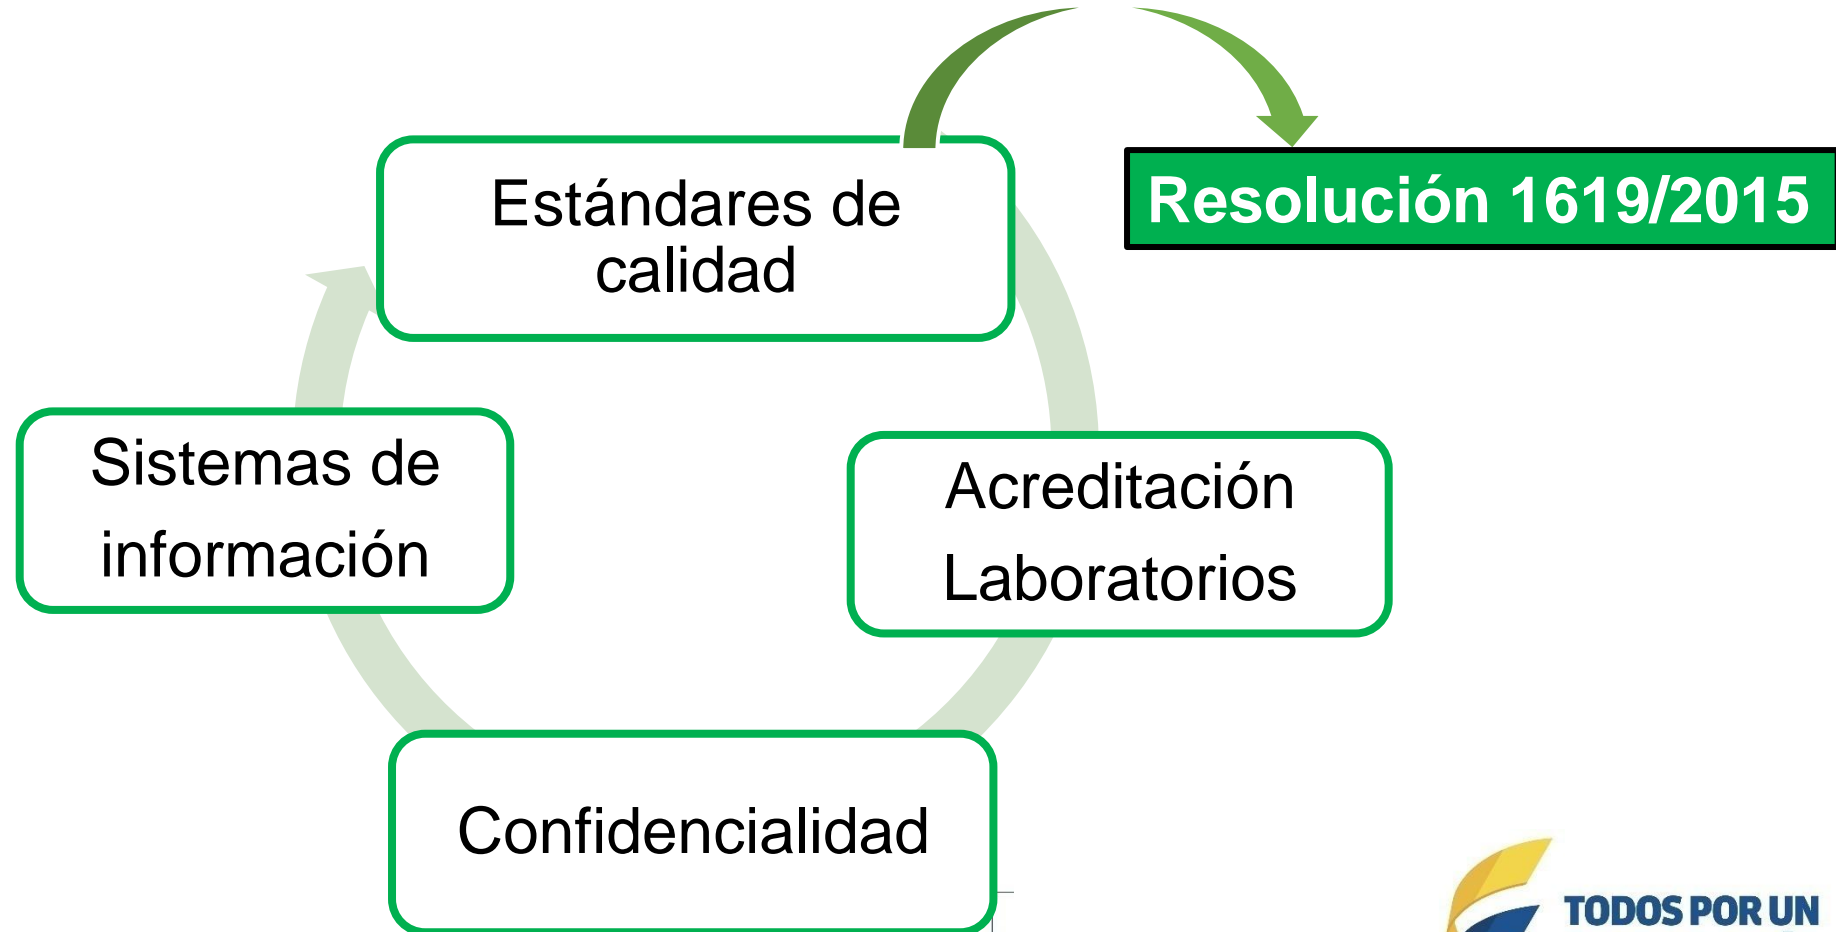 Estándares de
calidad
Resolución 1619/2015
Sistemas de
información
Acreditación
Laboratorios
Confidencialidad
TODOS POR UN